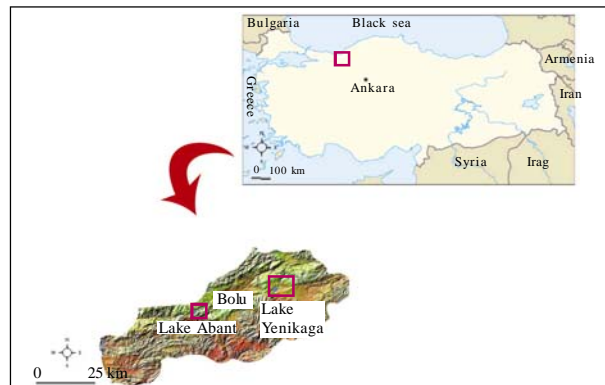 Bulgaria Black sea
Armenia
Greece
Ankara
Iran
N
0 100 km
Syria Irag
Bolu
Lake
Yenikaga
Lake Abant
N
0 25 km